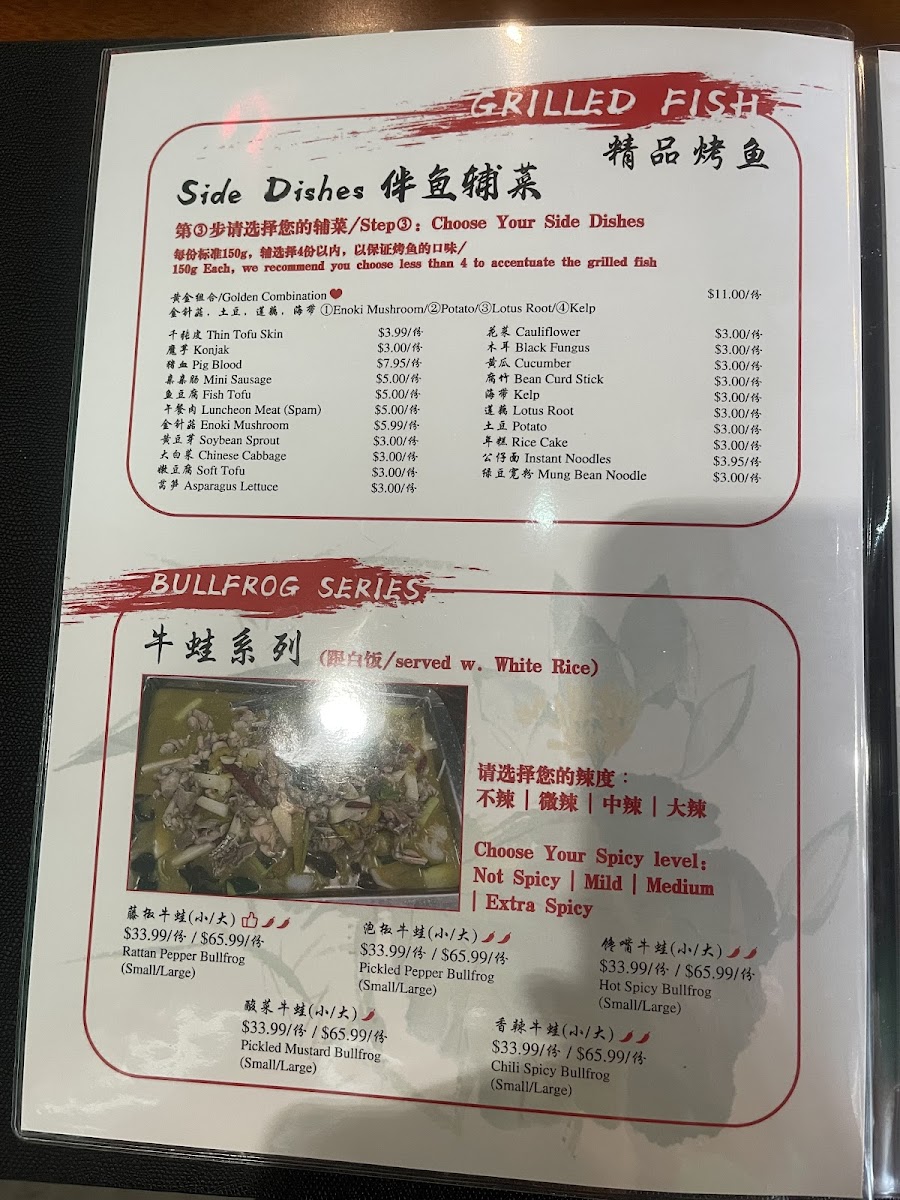 GRILLED FISH
精品烤鱼
Side Dishes 伴鱼辅菜
第③步请选择您的辅菜/Step③: Choose Your Side Dishes
每份标准150g，辅选择4份以内，以保证烤鱼的口味/
150g Each, we recommend you choose less than 4 to accentuate the grilled fish
黄金组合/Golden Combination $11.00/份
金针菇、土豆、莲藕、海带 ①Enoki Mushroom/②Potato/③Lotus Root/④Kelp
千张皮 Thin Tofu Skin $3.99/份
魔芋 Konjak $3.00/份
猪血 Pig Blood $7.95/份
桌桌肠 Mini Sausage $5.00/份
鱼豆腐 Fish Tofu $5.00/份
午餐肉 Luncheon Meat (Spam) $5.00/份
金针菇 Enoki Mushroom $5.99/份
黄豆芽 Soybean Sprout $3.00/份
大白菜 Chinese Cabbage $3.00/份
嫩豆腐 Soft Tofu $3.00/份
莴笋 Asparagus Lettuce $3.00/份
花菜 Cauliflower $3.00/份
木耳 Black Fungus $3.00/份
黄瓜 Cucumber $3.00/份
腐竹 Bean Curd Stick $3.00/份
海带 Kelp $3.00/份
莲藕 Lotus Root $3.00/份
土豆 Potato $3.00/份
年糕 Rice Cake $3.00/份
公仔面 Instant Noodles $3.95/份
绿豆宽粉 Mung Bean Noodle $3.00/份
BULLFROG SERIES
牛蛙系列 (跟白饭/served w. White Rice)
请选择您的辣度：
不辣 | 微辣 | 中辣 | 大辣
Choose Your Spicy level:
Not Spicy | Mild | Medium
| Extra Spicy
藤椒牛蛙(小/大)
$33.99/份 / $65.99/份
Rattan Pepper Bullfrog
(Small/Large)
泡椒牛蛙(小/大)
$33.99/份 / $65.99/份
Pickled Pepper Bullfrog
(Small/Large)
馋嘴牛蛙(小/大)
$33.99/份 / $65.99/份
Hot Spicy Bullfrog
(Small/Large)
酸菜牛蛙(小/大)
$33.99/份 / $65.99/份
Pickled Mustard Bullfrog
(Small/Large)
香辣牛蛙(小/大)
$33.99/份 / $65.99/份
Chili Spicy Bullfrog
(Small/Large)